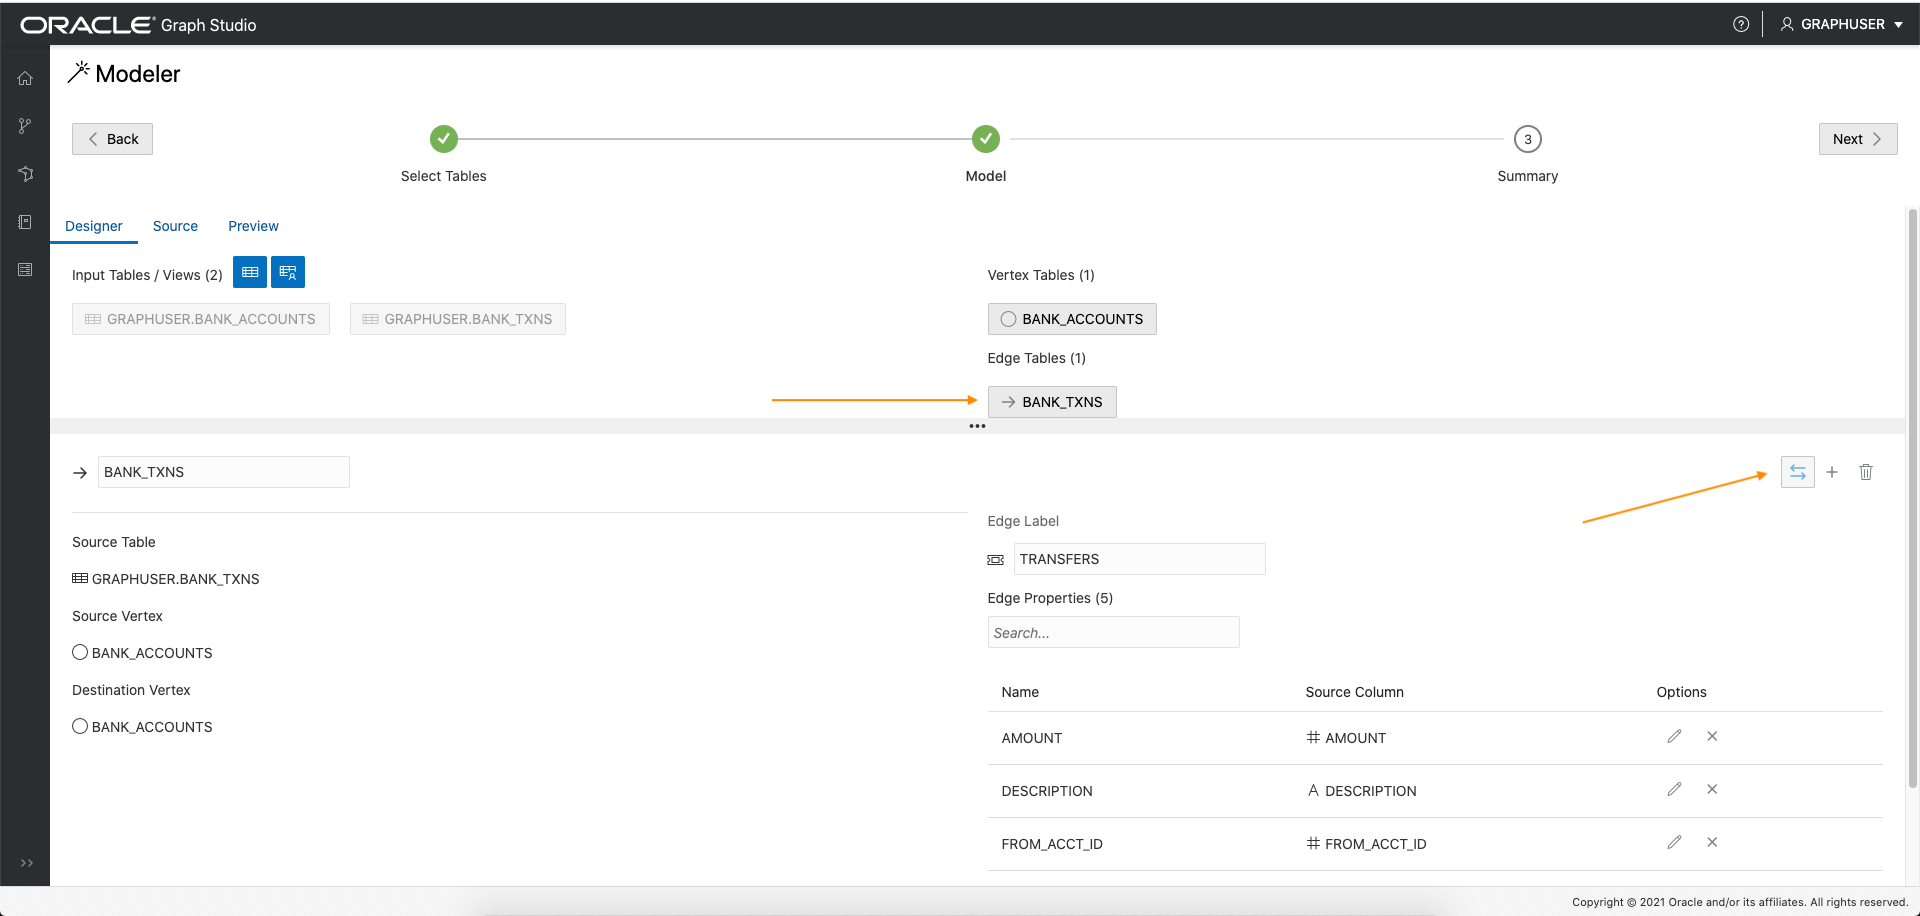 ORACLE® Graph Studio
GRAPHUSER
Modeler
Back
3
Next
Select Tables
Model
Summary
Designer
Source
Preview
Input Tables / Views (2)
GRAPHUSER.BANK_ACCOUNTS
GRAPHUSER.BANK_TXNS
Vertex Tables (1)
BANK_ACCOUNTS
Edge Tables (1)
BANK_TXNS
BANK_TXNS
Source Table
GRAPHUSER.BANK_TXNS
Source Vertex
BANK_ACCOUNTS
Destination Vertex
BANK_ACCOUNTS
Edge Label
TRANSFERS
Edge Properties (5)
Search...
Name Source Column Options
AMOUNT # AMOUNT
DESCRIPTION A DESCRIPTION
FROM_ACCT_ID # FROM_ACCT_ID
Copyright © 2021 Oracle and/or its affiliates. All rights reserved.